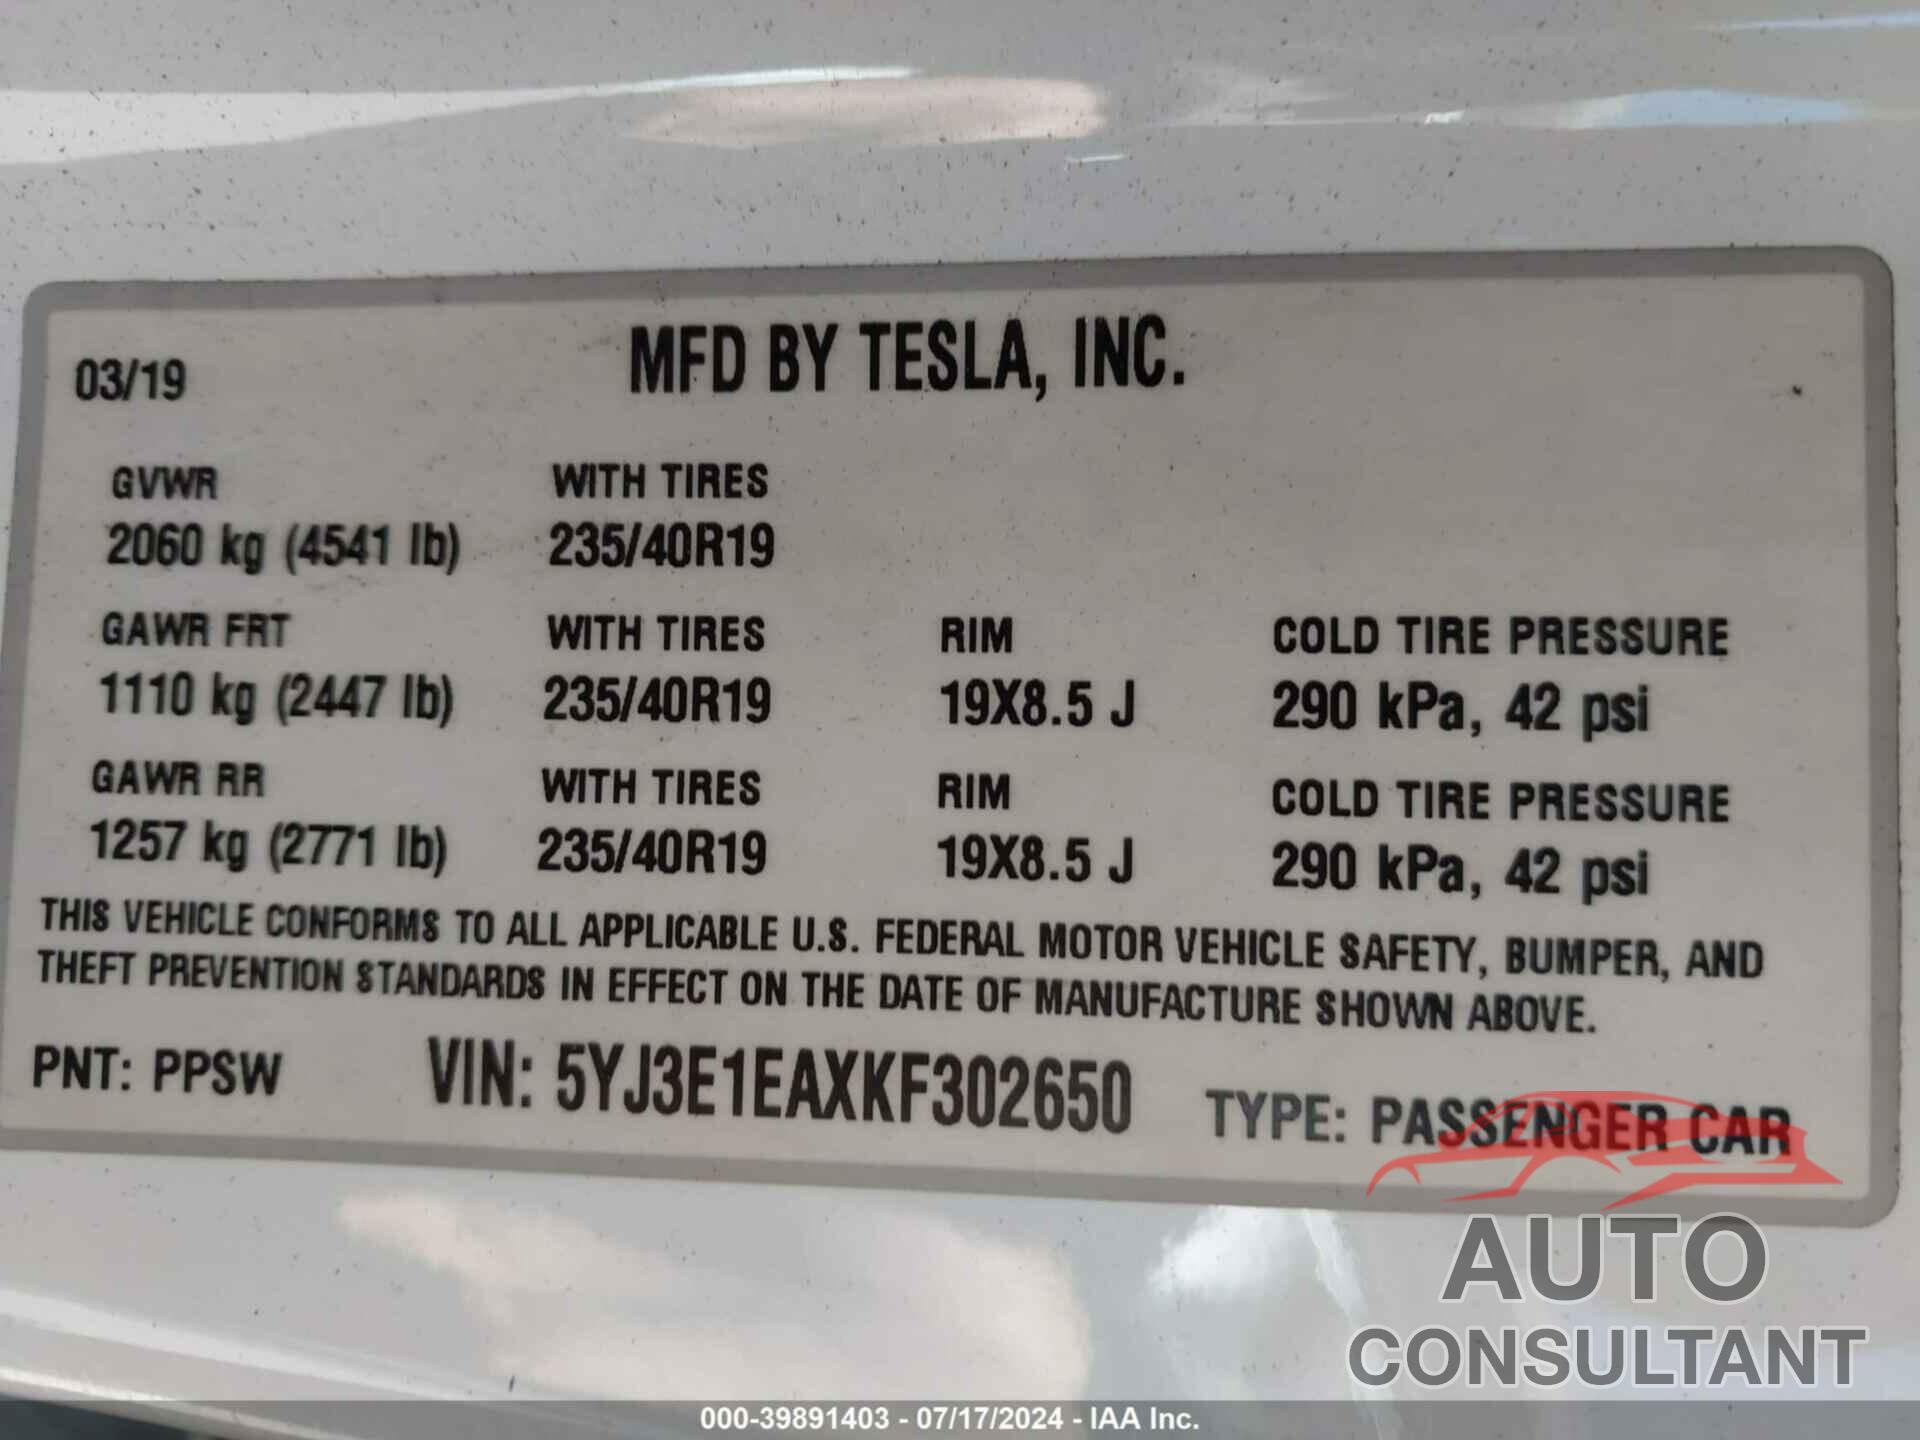 03/19 MFD BY TESLA, INC.
GVWR WITH TIRES
2060 kg (4541 lb) 235/40R19
GAWR FRT WITH TIRES RIM COLD TIRE PRESSURE
1110 kg (2447 lb) 235/40R19 19X8.5 J 290 kPa, 42 psi
GAWR RR WITH TIRES RIM COLD TIRE PRESSURE
1257 kg (2771 lb) 235/40R19 19X8.5 J 290 kPa, 42 psi
THIS VEHICLE CONFORMS TO ALL APPLICABLE U.S. FEDERAL MOTOR VEHICLE SAFETY, BUMPER, AND
THEFT PREVENTION STANDARDS IN EFFECT ON THE DATE OF MANUFACTURE SHOWN ABOVE.
PNT: PPSW VIN: 5YJ3E1EAXKF302650 TYPE: PASSENGER CAR
AUTO
CONSULTANT
000-39891403 - 07/17/2024 - IAA Inc.